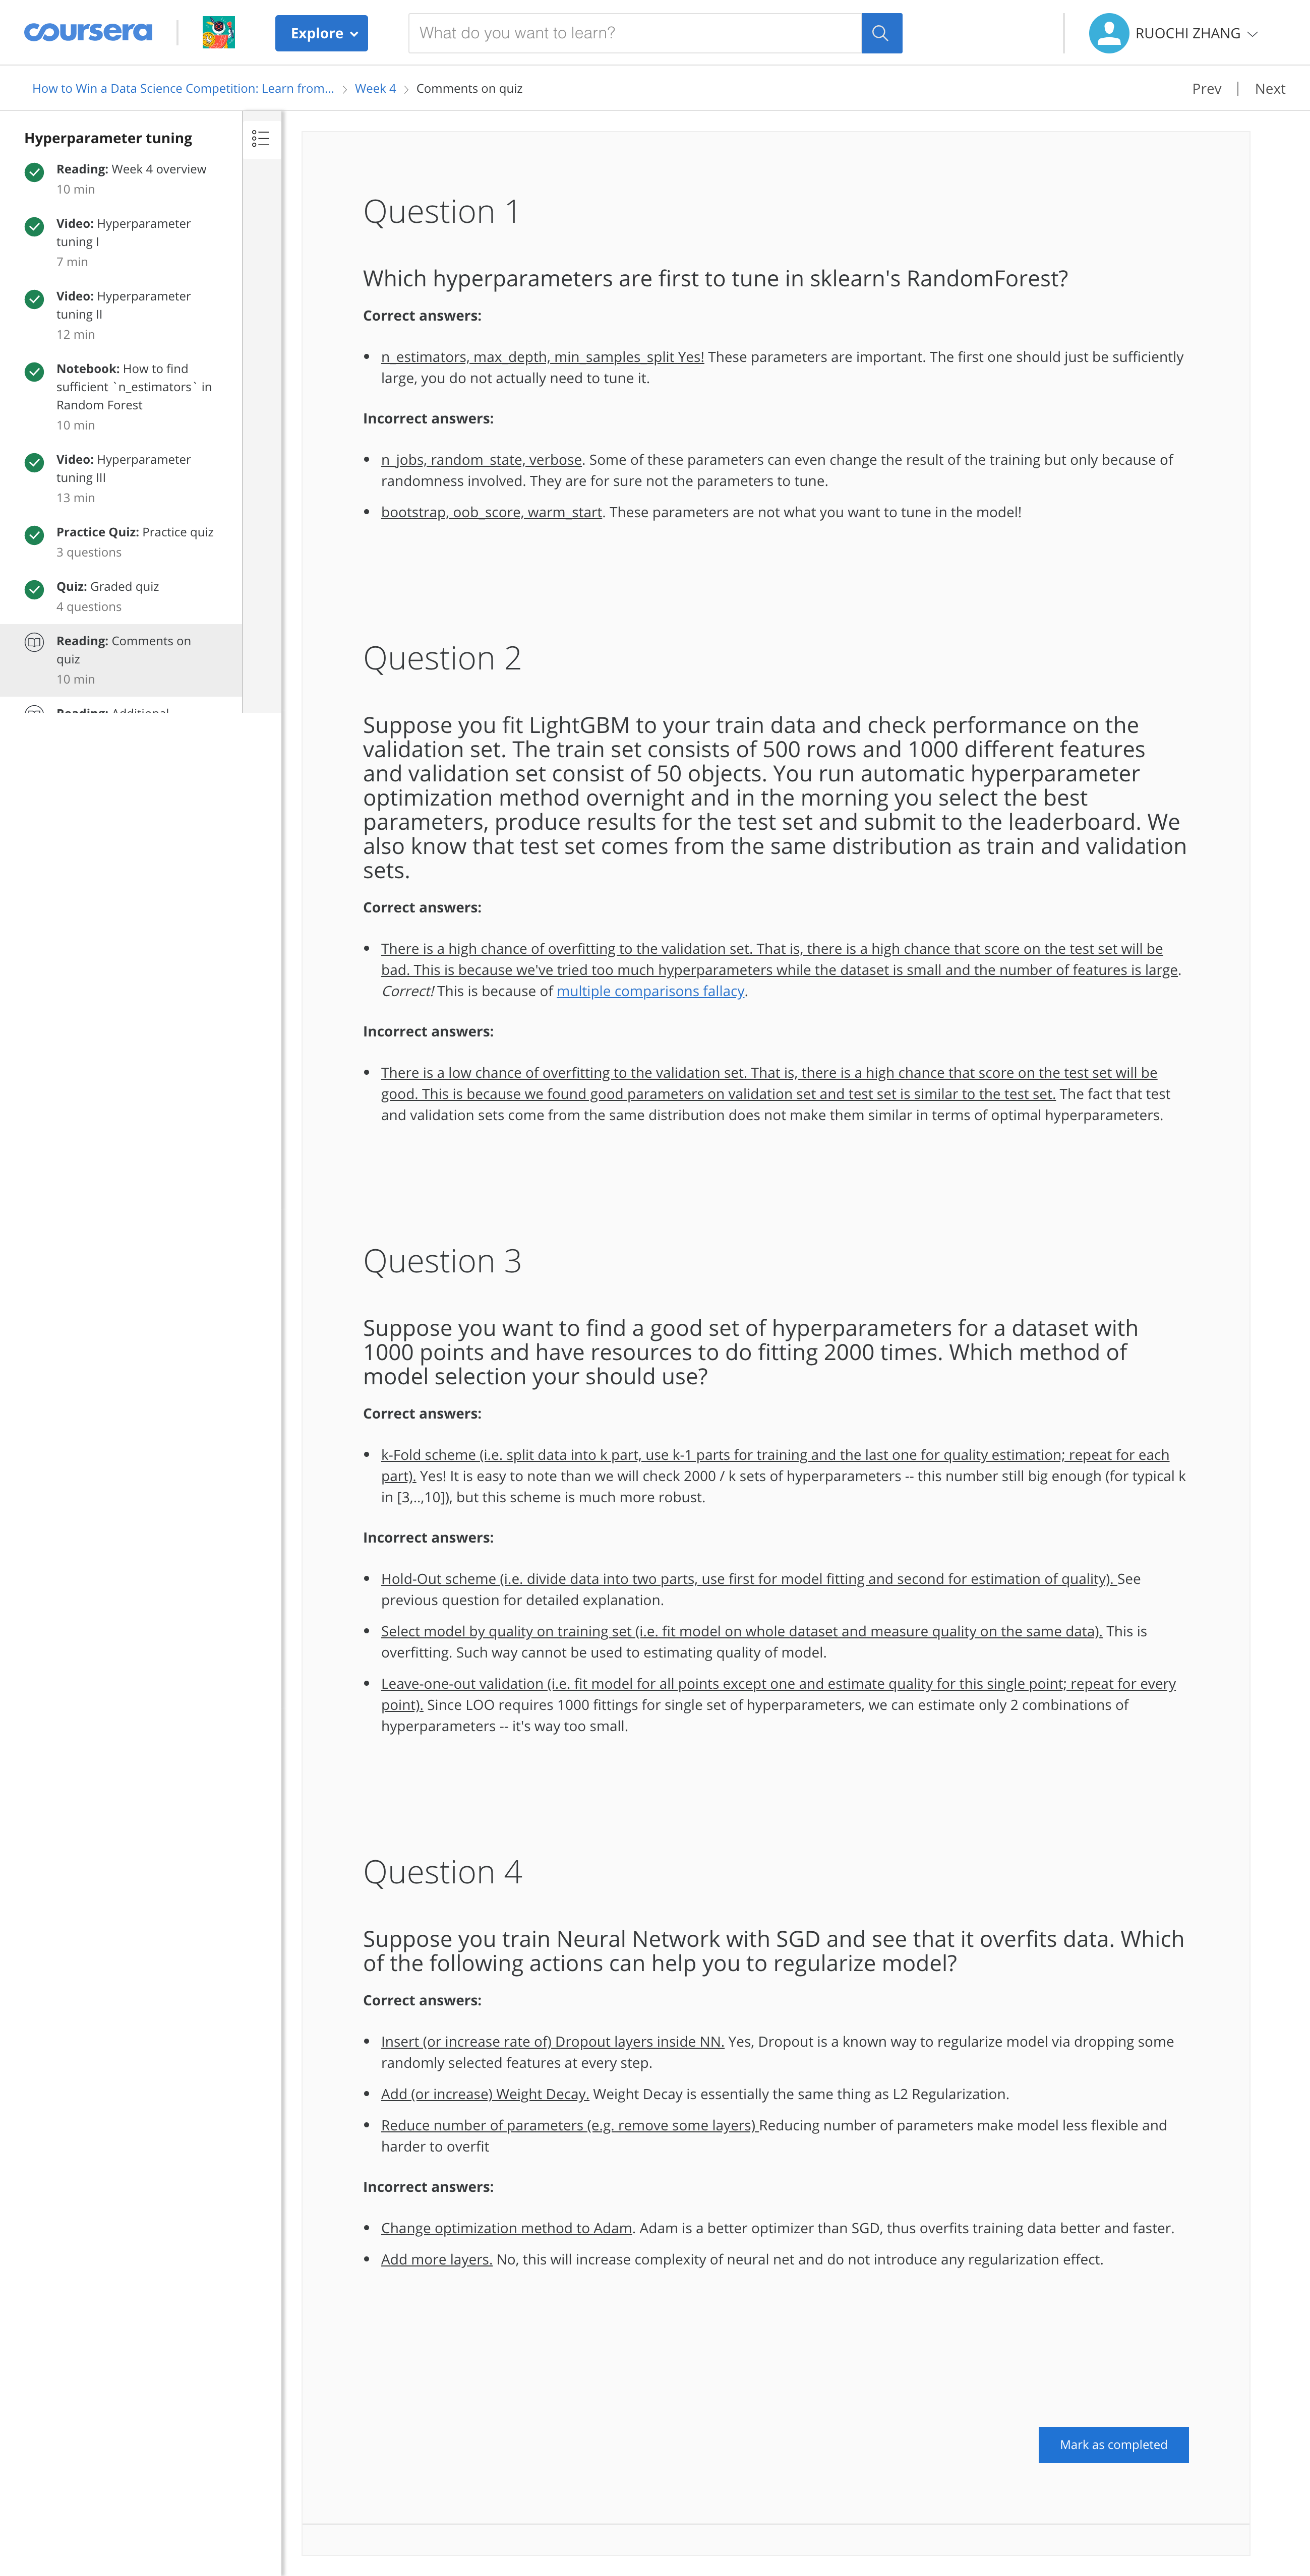 coursera
Explore
What do you want to learn?
RUOCHI ZHANG
How to Win a Data Science Competition: Learn from... > Week 4 > Comments on quiz
Prev | Next
Hyperparameter tuning
Reading: Week 4 overview
10 min
Video: Hyperparameter
tuning I
7 min
Video: Hyperparameter
tuning II
12 min
Notebook: How to find
sufficient `n_estimators` in
Random Forest
10 min
Video: Hyperparameter
tuning III
13 min
Practice Quiz: Practice quiz
3 questions
Quiz: Graded quiz
4 questions
Reading: Comments on
quiz
10 min
Reading: Additional
Question 1
Which hyperparameters are first to tune in sklearn's RandomForest?
Correct answers:
• n_estimators, max_depth, min_samples_split Yes! These parameters are important. The first one should just be sufficiently
large, you do not actually need to tune it.
Incorrect answers:
• n_jobs, random_state, verbose. Some of these parameters can even change the result of the training but only because of
randomness involved. They are for sure not the parameters to tune.
• bootstrap, oob_score, warm_start. These parameters are not what you want to tune in the model!
Question 2
Suppose you fit LightGBM to your train data and check performance on the
validation set. The train set consists of 500 rows and 1000 different features
and validation set consist of 50 objects. You run automatic hyperparameter
optimization method overnight and in the morning you select the best
parameters, produce results for the test set and submit to the leaderboard. We
also know that test set comes from the same distribution as train and validation
sets.
Correct answers:
• There is a high chance of overfitting to the validation set. That is, there is a high chance that score on the test set will be
bad. This is because we've tried too much hyperparameters while the dataset is small and the number of features is large.
Correct! This is because of multiple comparisons fallacy.
Incorrect answers:
• There is a low chance of overfitting to the validation set. That is, there is a high chance that score on the test set will be
good. This is because we found good parameters on validation set and test set is similar to the test set. The fact that test
and validation sets come from the same distribution does not make them similar in terms of optimal hyperparameters.
Question 3
Suppose you want to find a good set of hyperparameters for a dataset with
1000 points and have resources to do fitting 2000 times. Which method of
model selection your should use?
Correct answers:
• k-Fold scheme (i.e. split data into k part, use k-1 parts for training and the last one for quality estimation; repeat for each
part). Yes! It is easy to note than we will check 2000 / k sets of hyperparameters -- this number still big enough (for typical k
in [3,..,10]), but this scheme is much more robust.
Incorrect answers:
• Hold-Out scheme (i.e. divide data into two parts, use first for model fitting and second for estimation of quality). See
previous question for detailed explanation.
• Select model by quality on training set (i.e. fit model on whole dataset and measure quality on the same data). This is
overfitting. Such way cannot be used to estimating quality of model.
• Leave-one-out validation (i.e. fit model for all points except one and estimate quality for this single point; repeat for every
point). Since LOO requires 1000 fittings for single set of hyperparameters, we can estimate only 2 combinations of
hyperparameters -- it's way too small.
Question 4
Suppose you train Neural Network with SGD and see that it overfits data. Which
of the following actions can help you to regularize model?
Correct answers:
• Insert (or increase rate of) Dropout layers inside NN. Yes, Dropout is a known way to regularize model via dropping some
randomly selected features at every step.
• Add (or increase) Weight Decay. Weight Decay is essentially the same thing as L2 Regularization.
• Reduce number of parameters (e.g. remove some layers) Reducing number of parameters make model less flexible and
harder to overfit
Incorrect answers:
• Change optimization method to Adam. Adam is a better optimizer than SGD, thus overfits training data better and faster.
• Add more layers. No, this will increase complexity of neural net and do not introduce any regularization effect.
Mark as completed